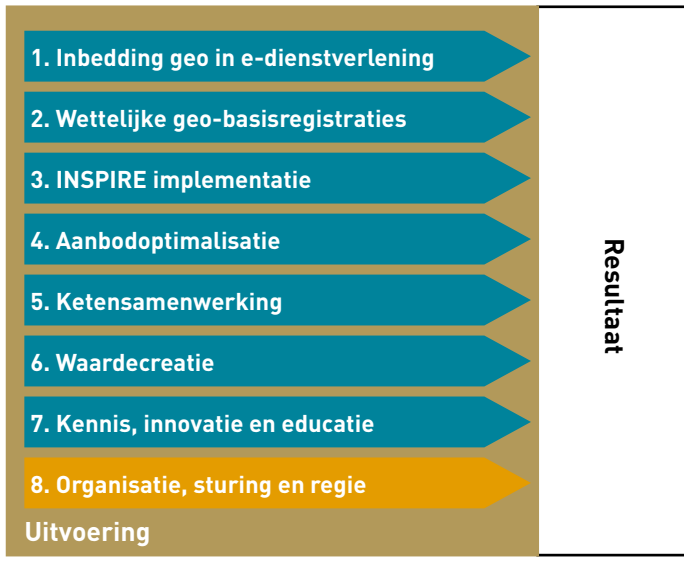 1. Inbedding geo in e-dienstverlening
2. Wettelijke geo-basisregistraties
3. INSPIRE implementatie
4. Aanbodoptimalisatie
5. Ketensamenwerking
6. Waardecreatie
7. Kennis, innovatie en educatie
8. Organisatie, sturing en regie
Uitvoering
Resultaat